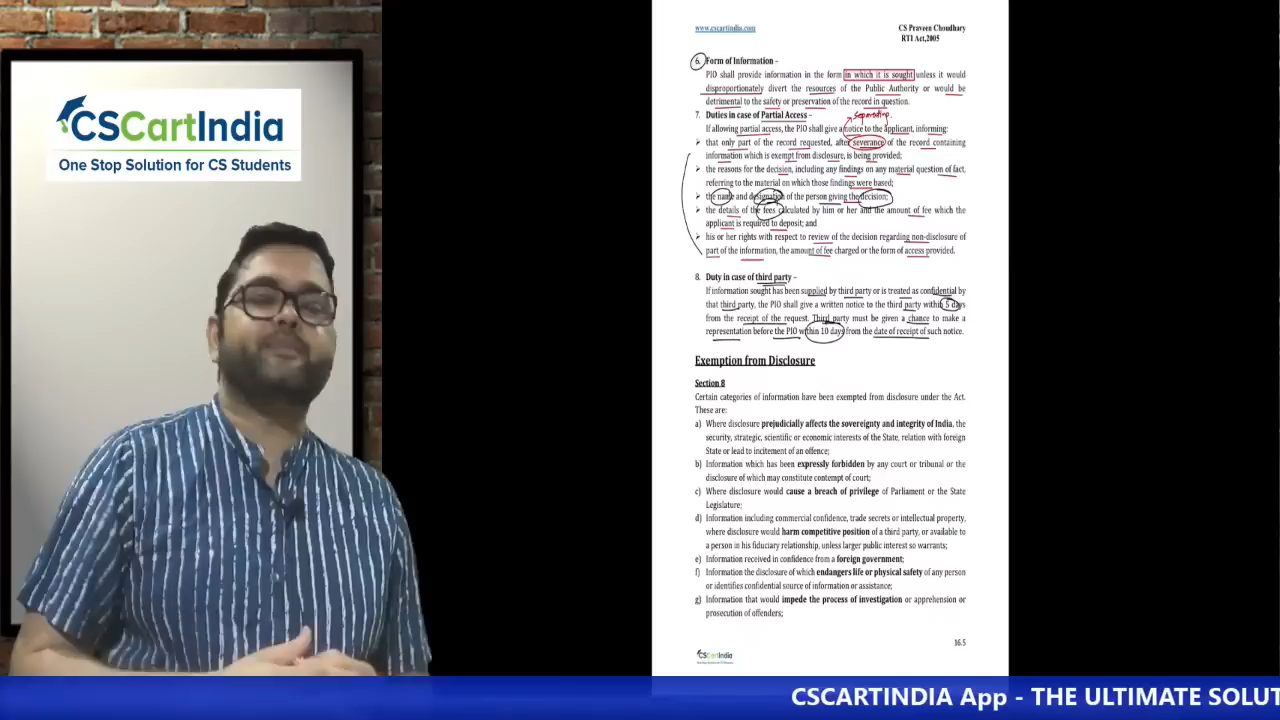 CSCartIndia
One Stop Solution for CS Students
www.cscartindia.com
CS Praveen Choudhary
RTI Act,2005
6. Form of Information -
PIO shall provide information in the form in which it is sought unless it would
disproportionately divert the resources of the Public Authority or would be
detrimental to the safety or preservation of the record in question.
7. Duties in case of Partial Access -
separating.
If allowing partial access, the PIO shall give a notice to the applicant, informing:
➢ that only part of the record requested, after severance of the record containing
information which is exempt from disclosure, is being provided;
➢ the reasons for the decision, including any findings on any material question of fact,
referring to the material on which those findings were based;
➢ the name and designation of the person giving the decision;
➢ the details of the fees calculated by him or her and the amount of fee which the
applicant is required to deposit; and
➢ his or her rights with respect to review of the decision regarding non-disclosure of
part of the information, the amount of fee charged or the form of access provided.
8. Duty in case of third party –
If information sought has been supplied by third party or is treated as confidential by
that third party, the PIO shall give a written notice to the third party within 5 days
from the receipt of the request. Third party must be given a chance to make a
representation before the PIO within 10 days from the date of receipt of such notice.
Exemption from Disclosure
Section 8
Certain categories of information have been exempted from disclosure under the Act.
These are:
a) Where disclosure prejudicially affects the sovereignty and integrity of India, the
security, strategic, scientific or economic interests of the State, relation with foreign
State or lead to incitement of an offence;
b) Information which has been expressly forbidden by any court or tribunal or the
disclosure of which may constitute contempt of court;
c) Where disclosure would cause a breach of privilege of Parliament or the State
Legislature;
d) Information including commercial confidence, trade secrets or intellectual property,
where disclosure would harm competitive position of a third party, or available to
a person in his fiduciary relationship, unless larger public interest so warrants;
e) Information received in confidence from a foreign government;
f) Information the disclosure of which endangers life or physical safety of any person
or identifies confidential source of information or assistance;
g) Information that would impede the process of investigation or apprehension or
prosecution of offenders;
16.5
CSCartIndia
CSCARTINDIA App - THE ULTIMATE SOLUT